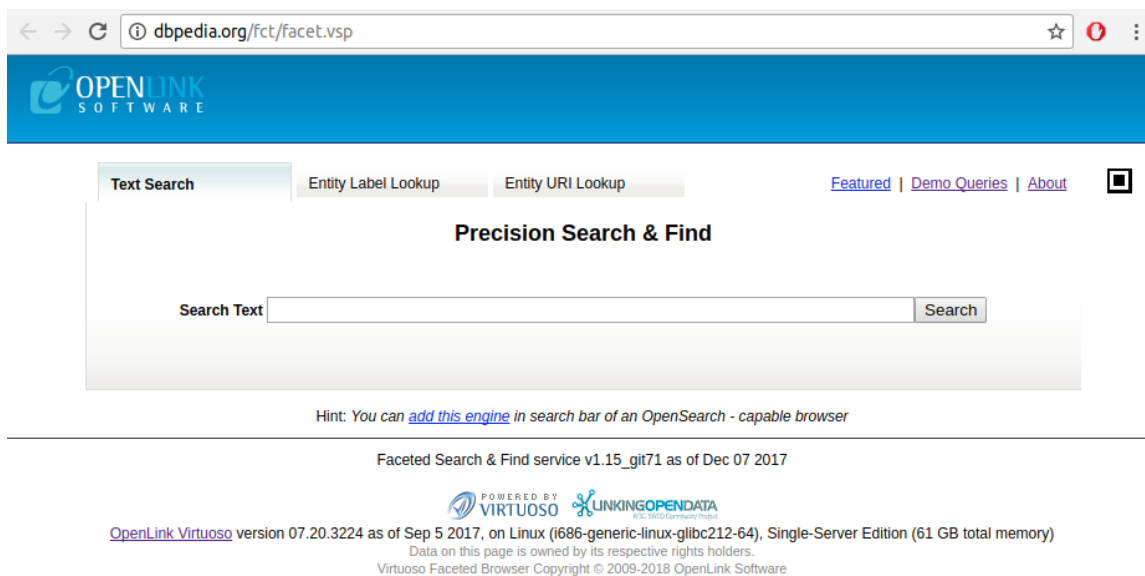 dbpedia.org/fct/facet.vsp
OPENLINK
SOFTWARE
Text Search Entity Label Lookup Entity URI Lookup Featured | Demo Queries | About
Precision Search & Find
Search Text Search
Hint: You can add this engine in search bar of an OpenSearch - capable browser
Faceted Search & Find service v1.15_git71 as of Dec 07 2017
POWERED BY
VIRTUOSO LINKINGOPENDATA
W3C SWEO Community Project
OpenLink Virtuoso version 07.20.3224 as of Sep 5 2017, on Linux (i686-generic-linux-glibc212-64), Single-Server Edition (61 GB total memory)
Data on this page is owned by its respective rights holders.
Virtuoso Faceted Browser Copyright © 2009-2018 OpenLink Software